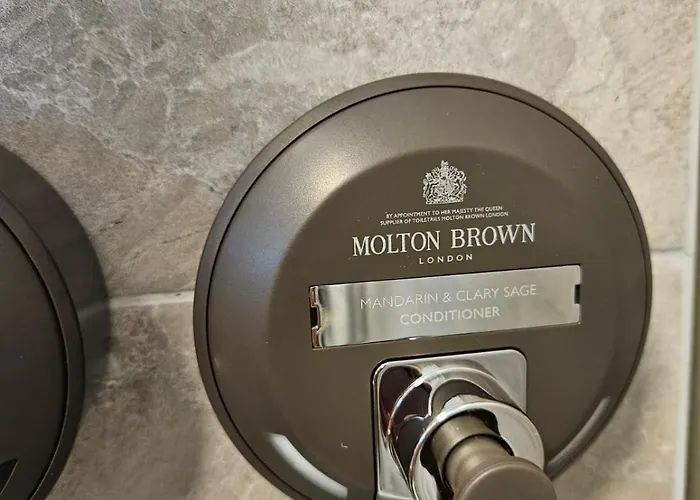 BY APPOINTMENT TO HER MAJESTY THE QUEEN
SUPPLIER OF TOILETRIES MOLTON BROWN LONDON
MOLTON BROWN
LONDON
MANDARIN & CLARY SAGE
CONDITIONER